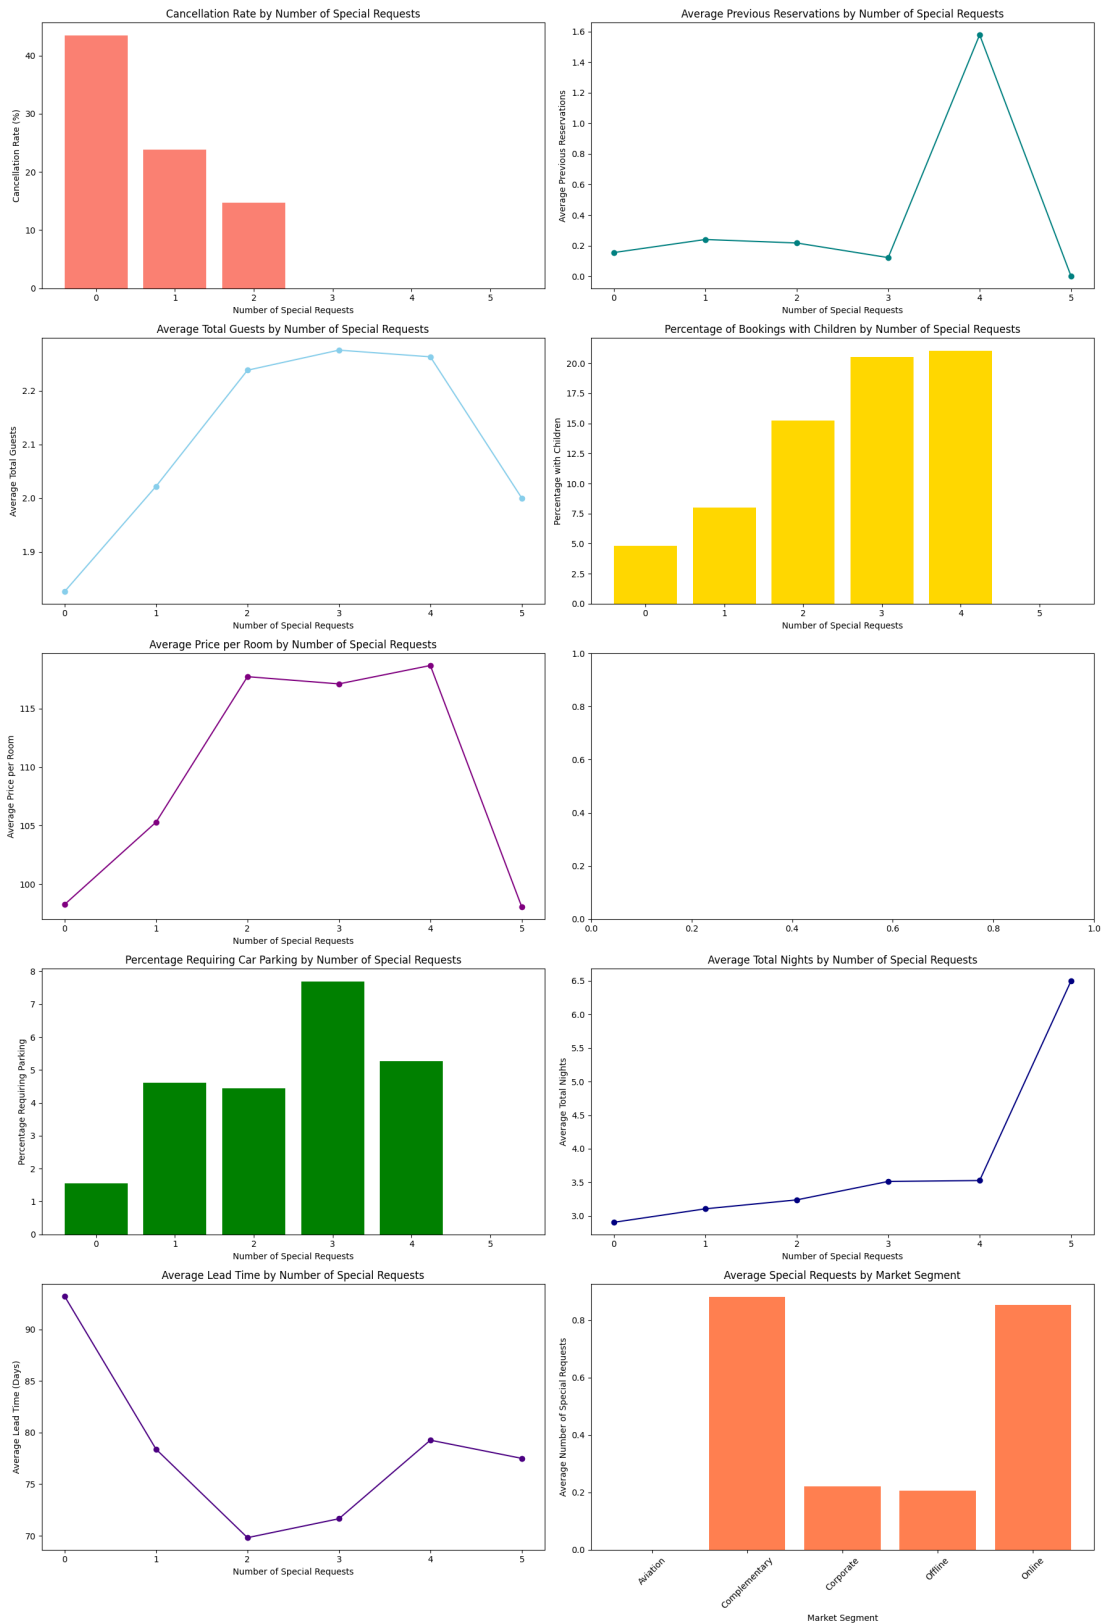 Cancellation Rate by Number of Special Requests
Cancellation Rate (%)
40
30
20
10
0
0 1 2 3 4 5
Number of Special Requests
Average Previous Reservations by Number of Special Requests
Average Previous Reservations
1.6
1.4
1.2
1.0
0.8
0.6
0.4
0.2
0.0
0 1 2 3 4 5
Number of Special Requests
Average Total Guests by Number of Special Requests
Average Total Guests
2.2
2.1
2.0
1.9
0 1 2 3 4 5
Number of Special Requests
Percentage of Bookings with Children by Number of Special Requests
Percentage with Children
20.0
17.5
15.0
12.5
10.0
7.5
5.0
2.5
0.0
0 1 2 3 4 5
Number of Special Requests
Average Price per Room by Number of Special Requests
Average Price per Room
115
110
105
100
0 1 2 3 4 5
Number of Special Requests
1.0
0.8
0.6
0.4
0.2
0.0
0.0 0.2 0.4 0.6 0.8 1.0
Percentage Requiring Car Parking by Number of Special Requests
Percentage Requiring Parking
8
7
6
5
4
3
2
1
0
0 1 2 3 4 5
Number of Special Requests
Average Total Nights by Number of Special Requests
Average Total Nights
6.5
6.0
5.5
5.0
4.5
4.0
3.5
3.0
0 1 2 3 4 5
Number of Special Requests
Average Lead Time by Number of Special Requests
Average Lead Time (Days)
90
85
80
75
70
0 1 2 3 4 5
Number of Special Requests
Average Special Requests by Market Segment
Average Number of Special Requests
0.8
0.6
0.4
0.2
0.0
Aviation
Complementary
Corporate
Offline
Online
Market Segment